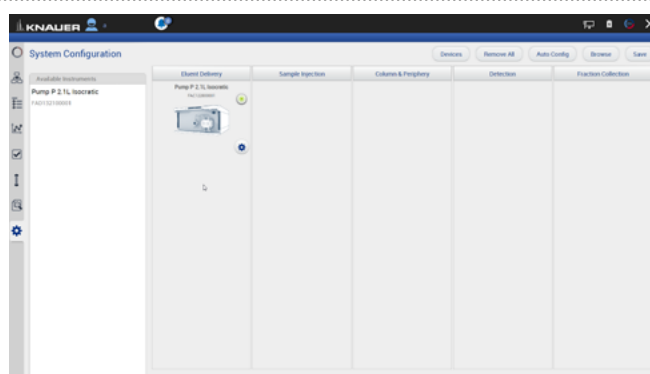 KNAUER
System Configuration
Devices
Remove All
Auto Config
Browse
Save
Available Instruments
Eluent Delivery
Sample Injection
Column & Periphery
Detection
Fraction Collection
Pump P 2.1L Isocratic
Pump P 2.1L Isocratic